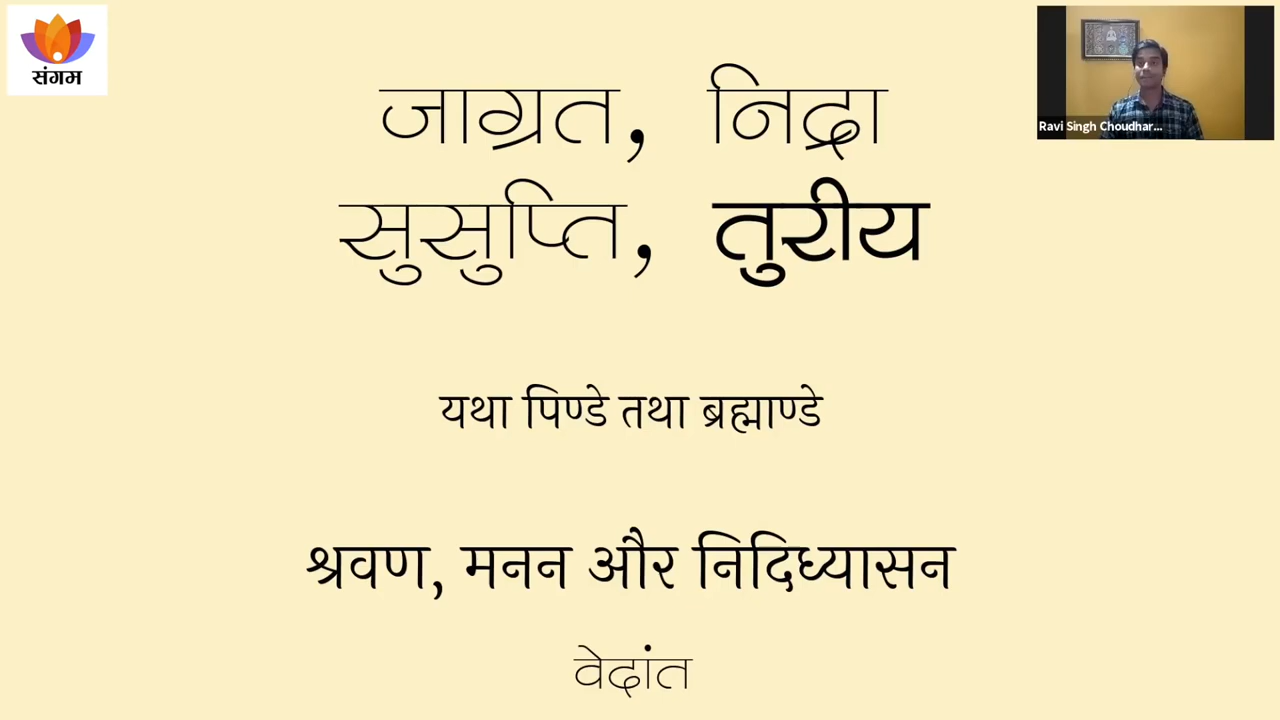 संगम
जाग्रत, निद्रा
सुसुप्ति, तुरीय
यथा पिण्डे तथा ब्रह्माण्डे
श्रवण, मनन और निदिध्यासन
वेदांत
Ravi Singh Choudhar...